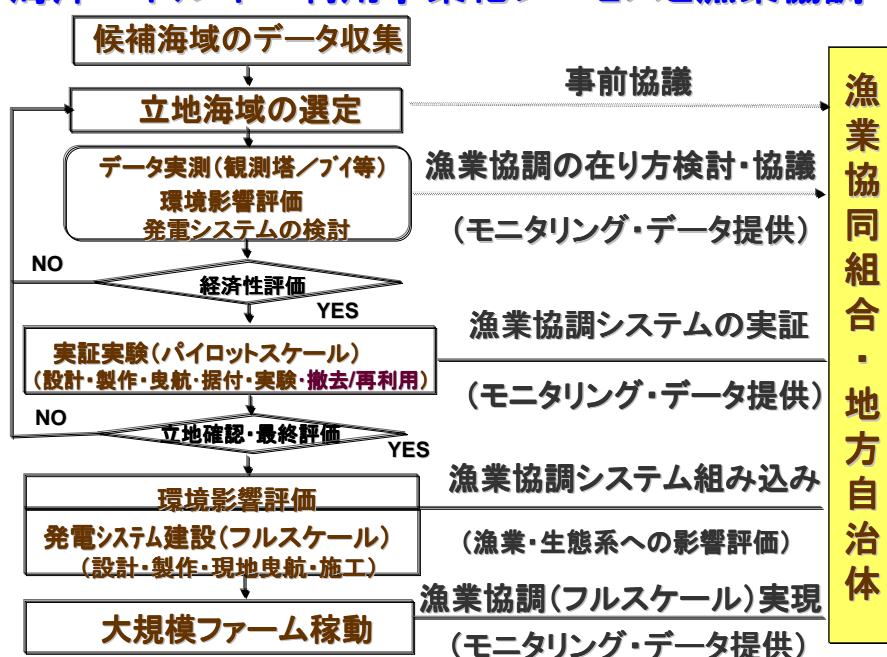 候補海域のデータ収集
事前協議
立地海域の選定
データ実測(観測塔/ブイ等)
環境影響評価
発電システムの検討
漁業協調の在り方検討・協議
(モニタリング・データ提供)
NO
経済性評価
YES
漁業協調システムの実証
実証実験(パイロットスケール)
(設計・製作・曳航・据付・実験・撤去/再利用)
(モニタリング・データ提供)
NO
立地確認・最終評価
YES
漁業協調システム組み込み
環境影響評価
発電システム建設(フルスケール)
(設計・製作・現地曳航・施工)
(漁業・生態系への影響評価)
漁業協調(フルスケール)実現
大規模ファーム稼動
(モニタリング・データ提供)
漁業協同組合・地方自治体